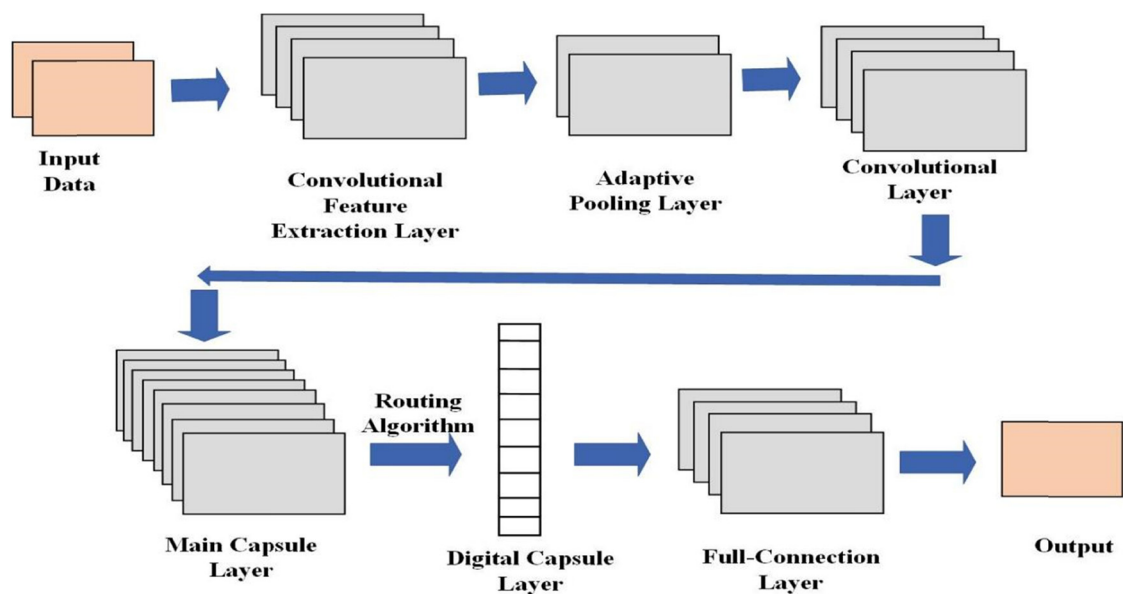 Input
Data
Convolutional
Feature
Extraction Layer
Adaptive
Pooling Layer
Convolutional
Layer
Routing
Algorithm
Main Capsule
Layer
Digital Capsule
Layer
Full-Connection
Layer
Output